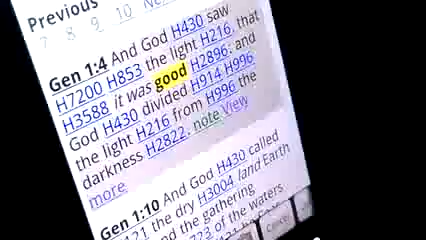 Previous
7 8 9 10
Gen 1:4 And God H430 saw
H7200 H853 the light H216, that
H3588 it was good H2896: and
God H430 divided H914 H996
the light H216 from H996 the
darkness H2822. note View
more
Gen 1:10 And God H430 called
the dry H3004 land Earth
and the gathering
of the waters
Cancel